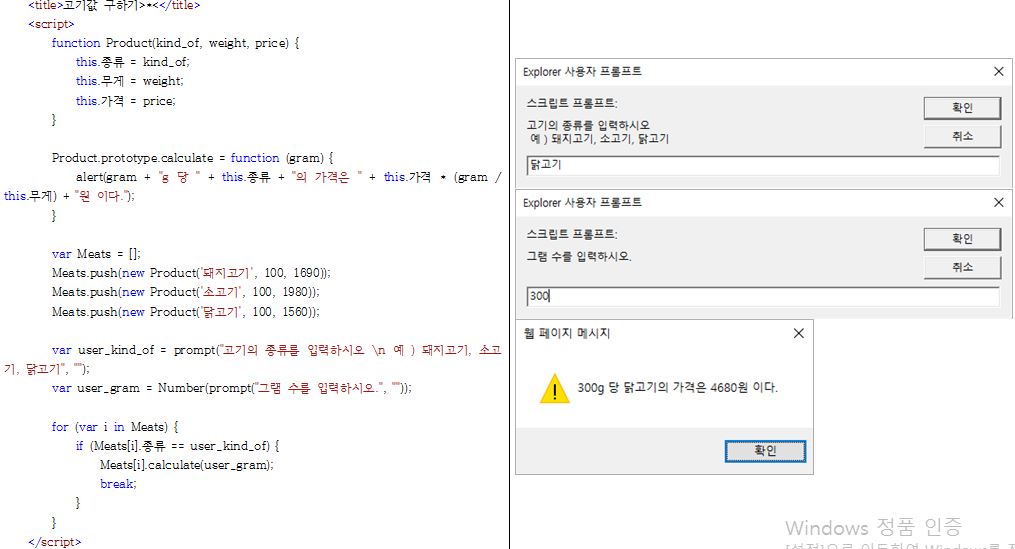 <title>고기값 구하기>*<</title>
<script>
function Product(kind_of, weight, price) {
this.종류 = kind_of;
this.무게 = weight;
this.가격 = price;
}
Product.prototype.calculate = function (gram) {
alert(gram + "g 당 " + this.종류 + "의 가격은 " + this.가격 * (gram /
this.무게) + "원 이다.");
}
var Meats = [];
Meats.push(new Product('돼지고기', 100, 1690));
Meats.push(new Product('소고기', 100, 1980));
Meats.push(new Product('닭고기', 100, 1560));
var user_kind_of = prompt("고기의 종류를 입력하시오 \n 예 ) 돼지고기, 소고
기, 닭고기", "");
var user_gram = Number(prompt("그램 수를 입력하시오.", ""));
for (var i in Meats) {
if (Meats[i].종류 == user_kind_of) {
Meats[i].calculate(user_gram);
break;
}
}
</script>
Explorer 사용자 프롬프트
스크립트 프롬프트:
확인
고기의 종류를 입력하시오
예 ) 돼지고기, 소고기, 닭고기
취소
닭고기
Explorer 사용자 프롬프트
스크립트 프롬프트:
확인
그램 수를 입력하시오.
취소
300
웹 페이지 메시지
300g 당 닭고기의 가격은 4680원 이다.
확인
Windows 정품 인증